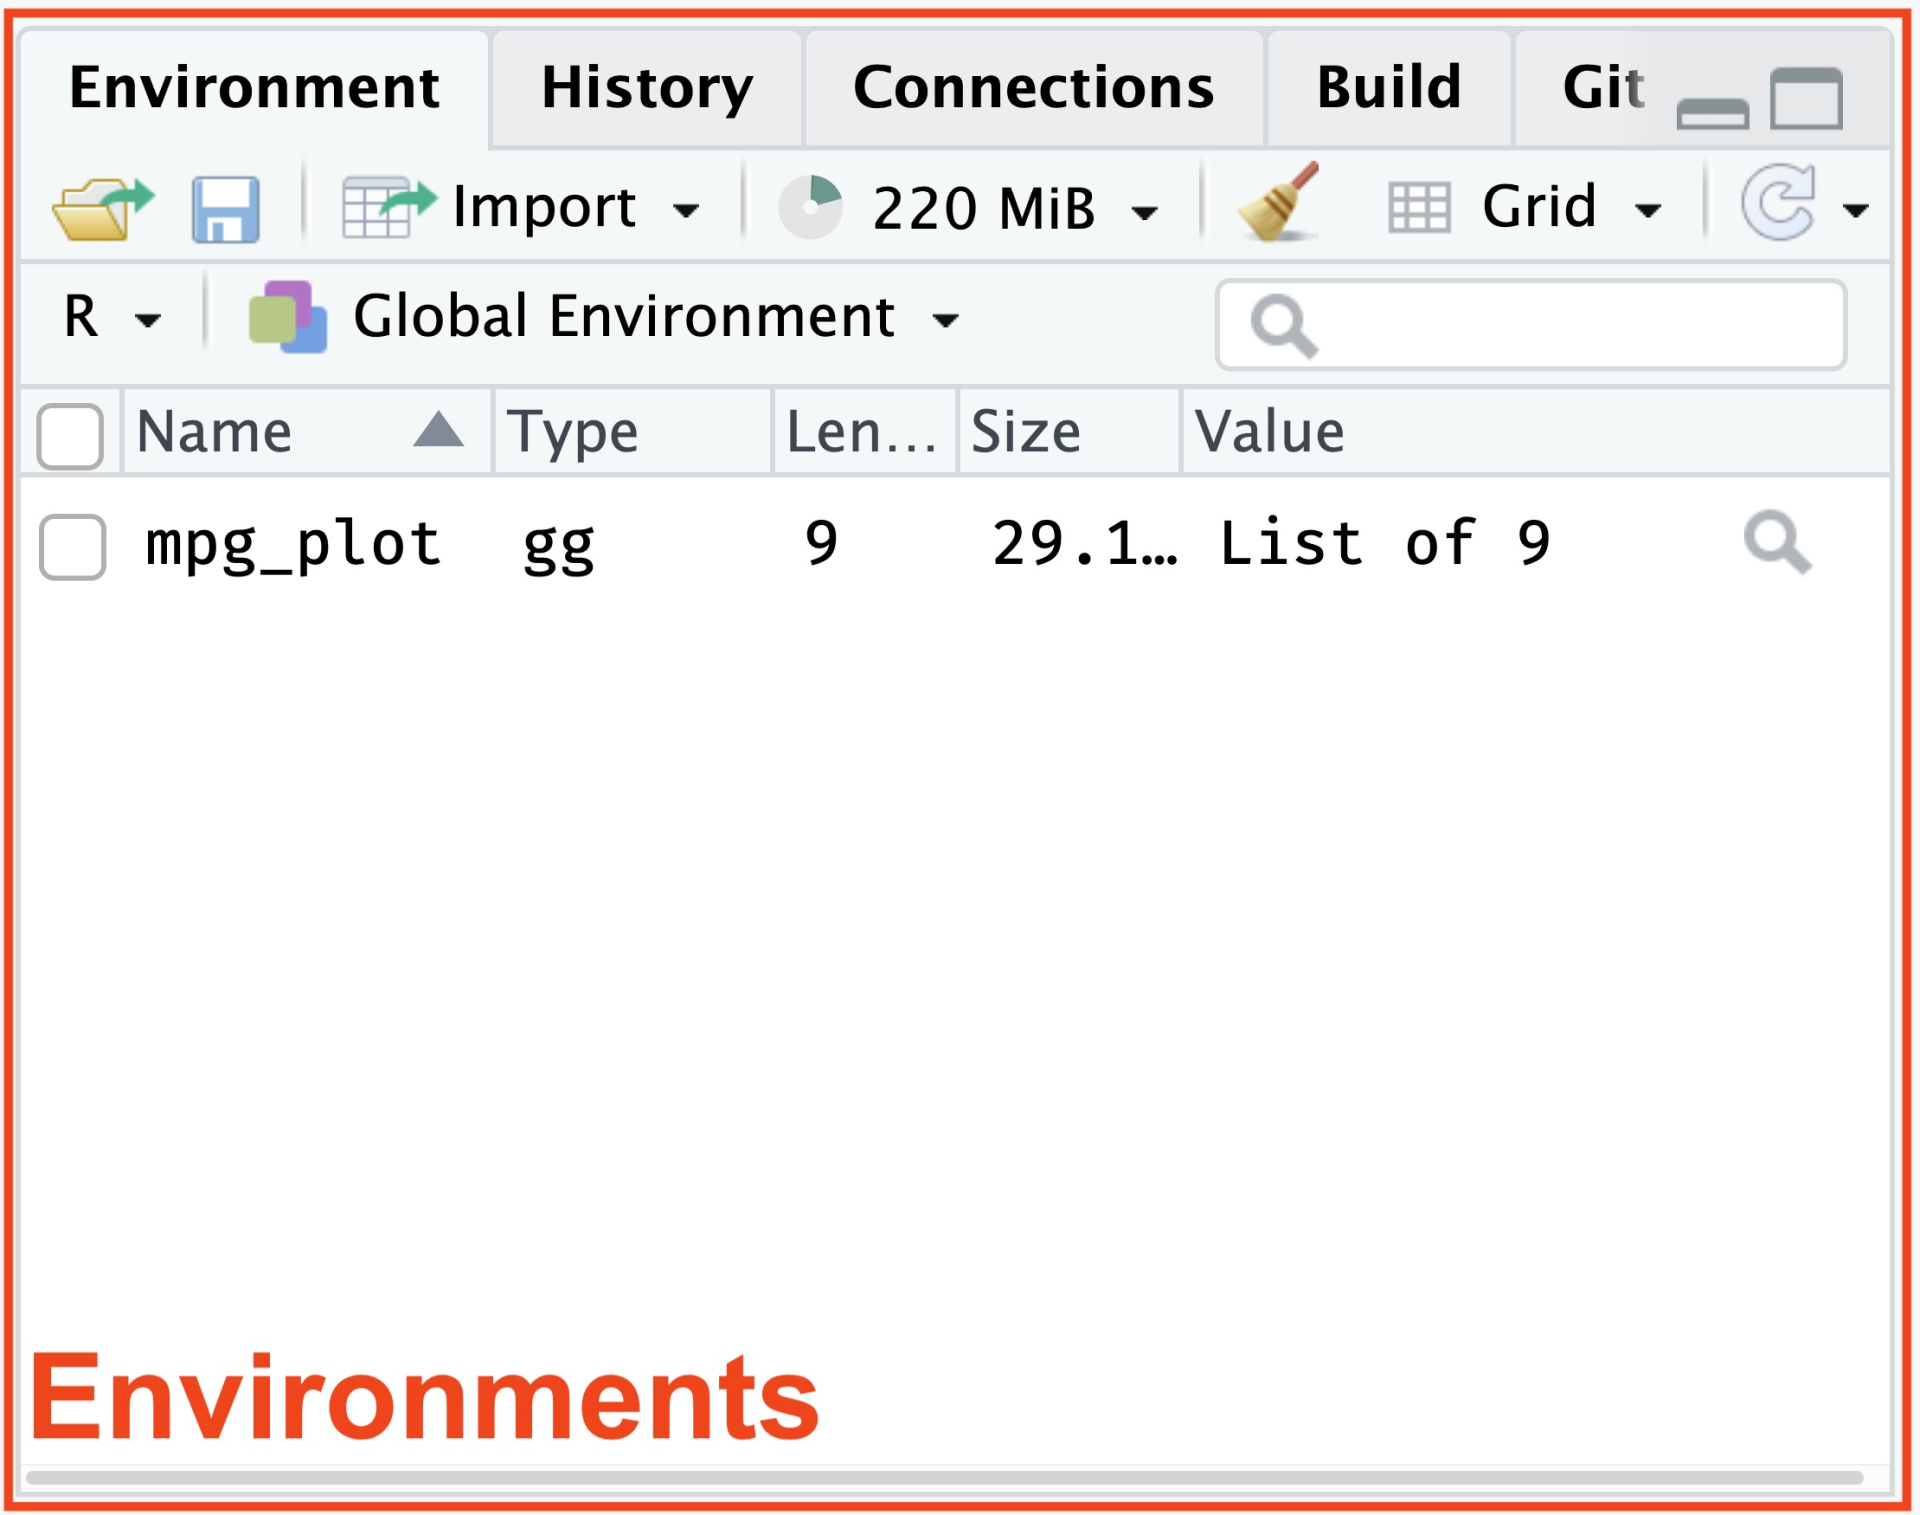 Environment History Connections Build Git
Import 220 MiB Grid
R Global Environment
Name Type Len... Size Value
mpg_plot gg 9 29.1… List of 9
Environments